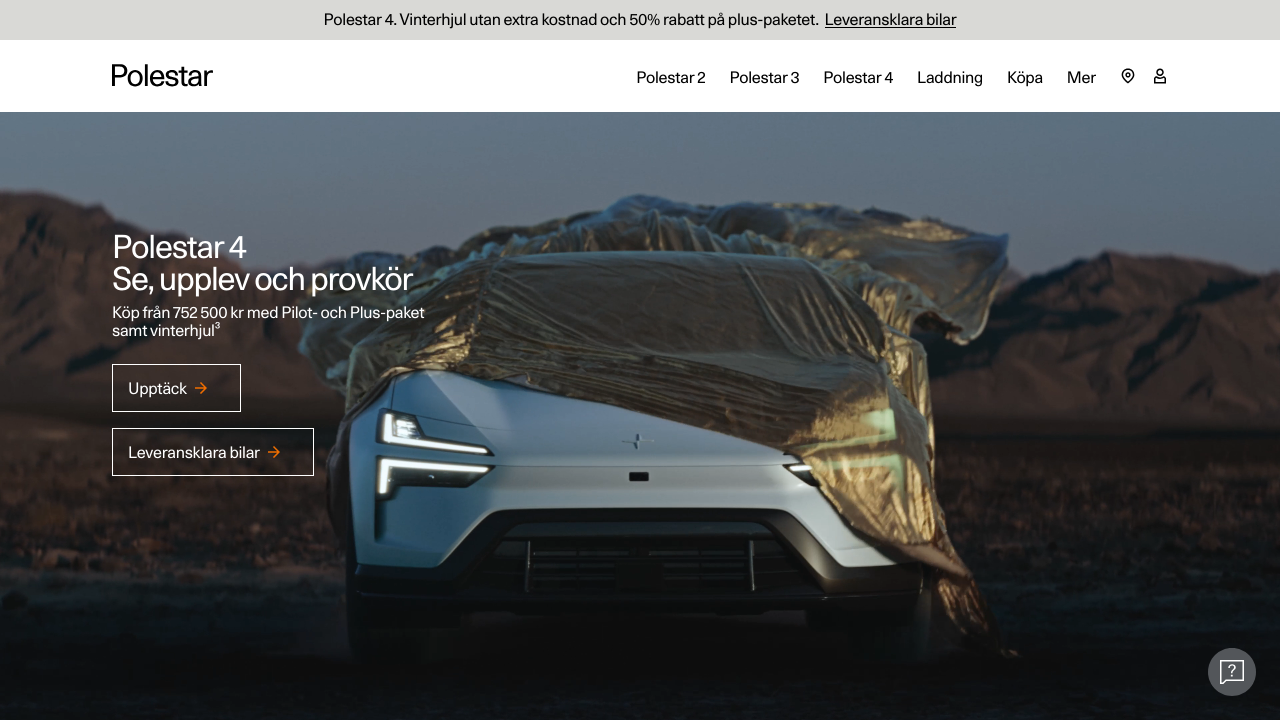 Polestar 4. Vinterhjul utan extra kostnad och 50% rabatt på plus-paketet. Leveransklara bilar
Polestar
Polestar 2
Polestar 3
Polestar 4
Laddning
Köpa
Mer
Polestar 4
Se, upplev och provkör
Köp från 752 500 kr med Pilot- och Plus-paket
samt vinterhjul³
Upptäck →
Leveransklara bilar →
?